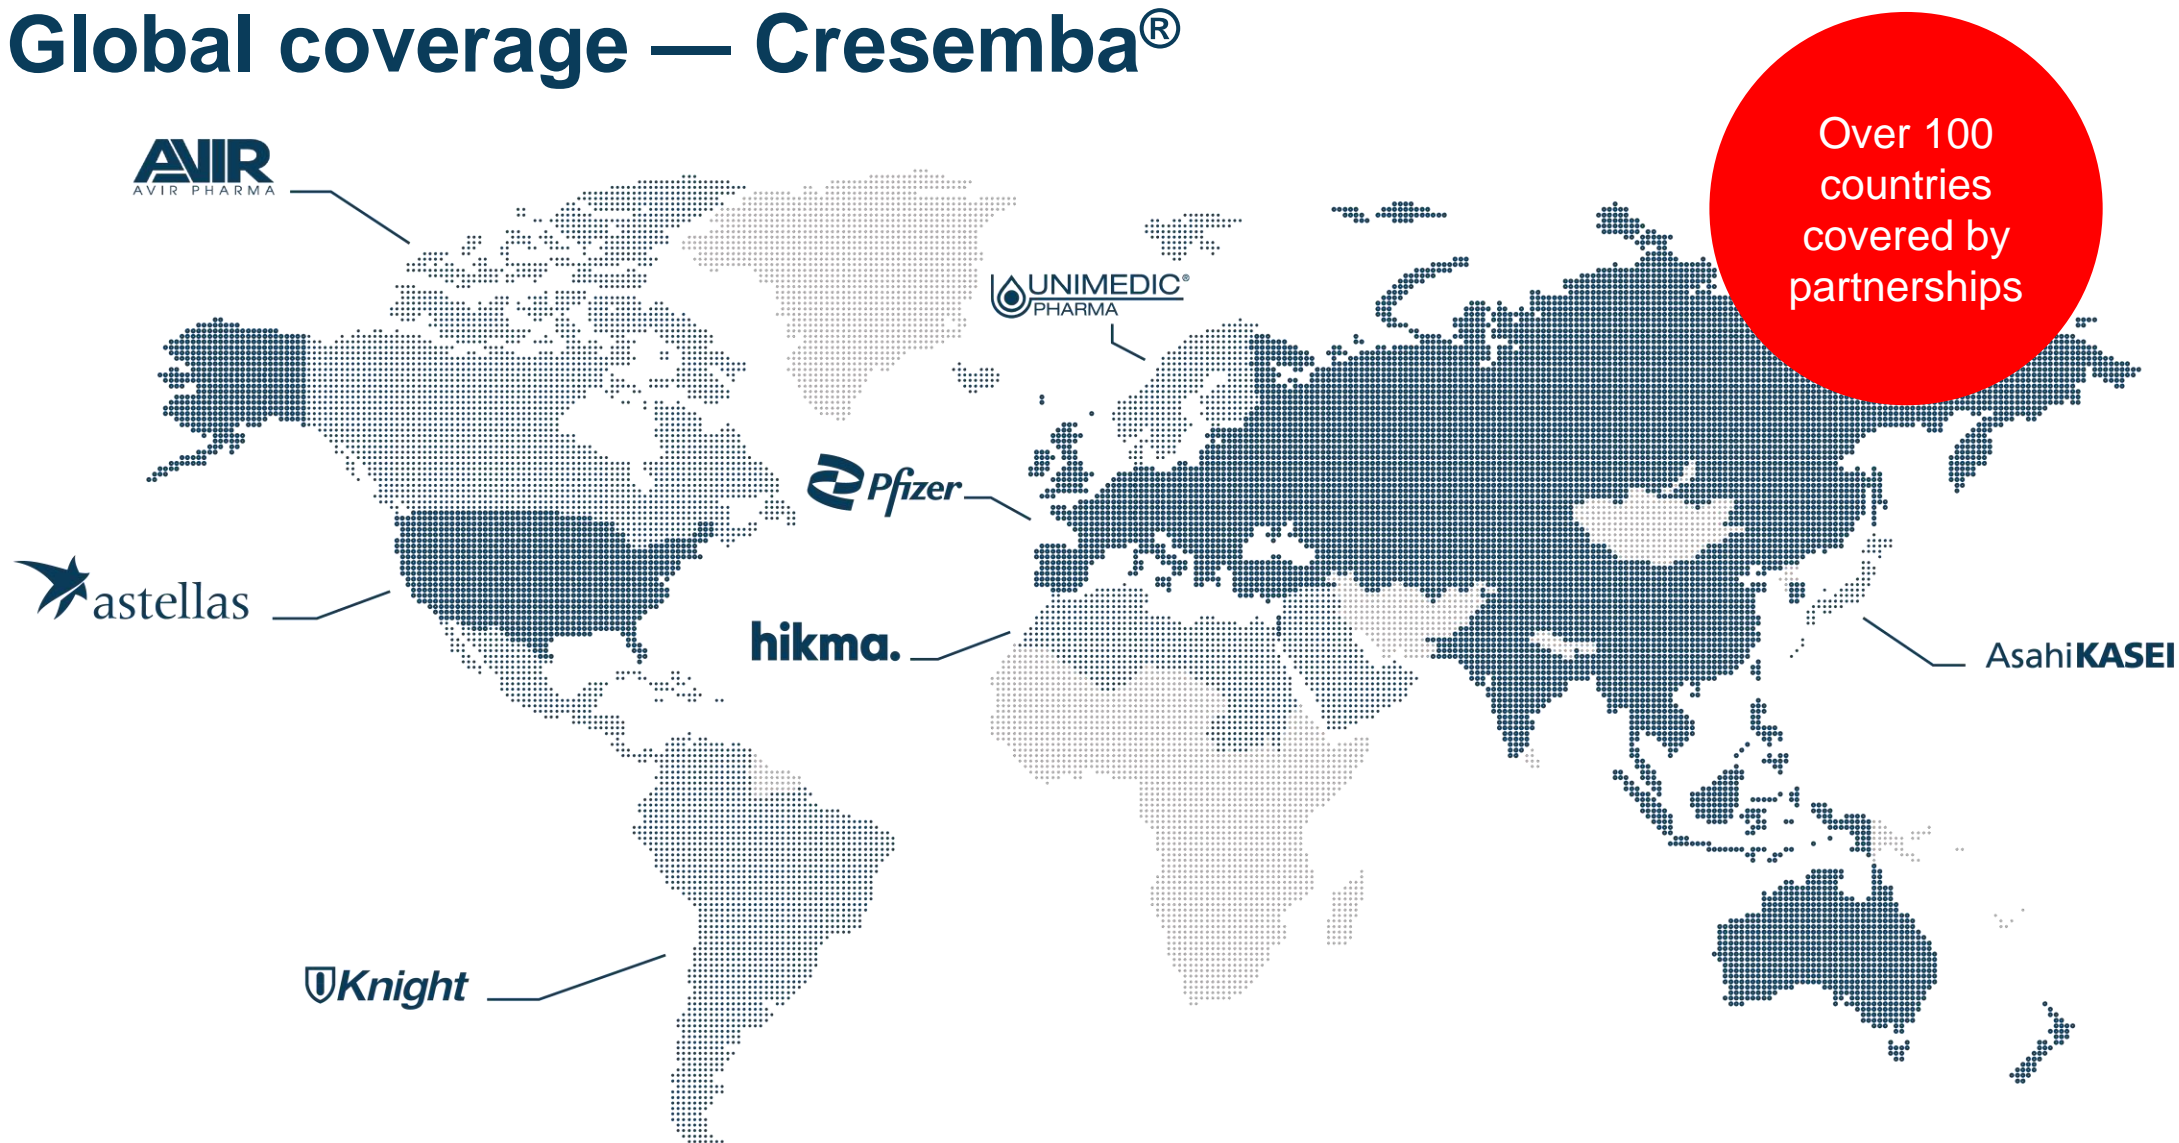 Global coverage — Cresemba®
Over 100
countries
covered by
partnerships
AVIR
AVIR PHARMA
UNIMEDIC®
PHARMA
Pfizer
astellas
hikma.
AsahiKASEI
Knight